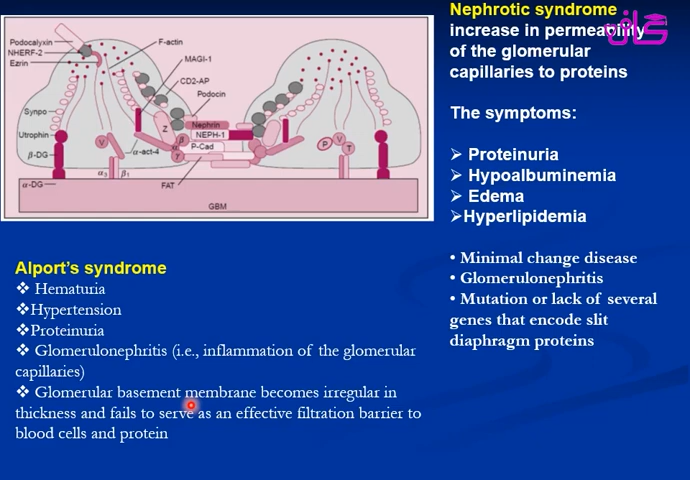 Nephrotic syndrome
increase in permeability
of the glomerular
capillaries to proteins
The symptoms:
➢ Proteinuria
➢ Hypoalbuminemia
➢ Edema
➢Hyperlipidemia
• Minimal change disease
• Glomerulonephritis
• Mutation or lack of several
genes that encode slit
diaphragm proteins
Podocalyxin
NHERF-2
Ezrin
F-actin
MAGI-1
CD2-AP
Podocin
Synpo
Utrophin
β-DG
α-DG
Z
Nephrin
NEPH-1
P-Cad
α
β
γ
V
α-act-4
α3
β1
FAT
P
V
T
GBM
Alport's syndrome
❖ Hematuria
❖Hypertension
❖Proteinuria
❖ Glomerulonephritis (i.e., inflammation of the glomerular
capillaries)
❖ Glomerular basement membrane becomes irregular in
thickness and fails to serve as an effective filtration barrier to
blood cells and protein